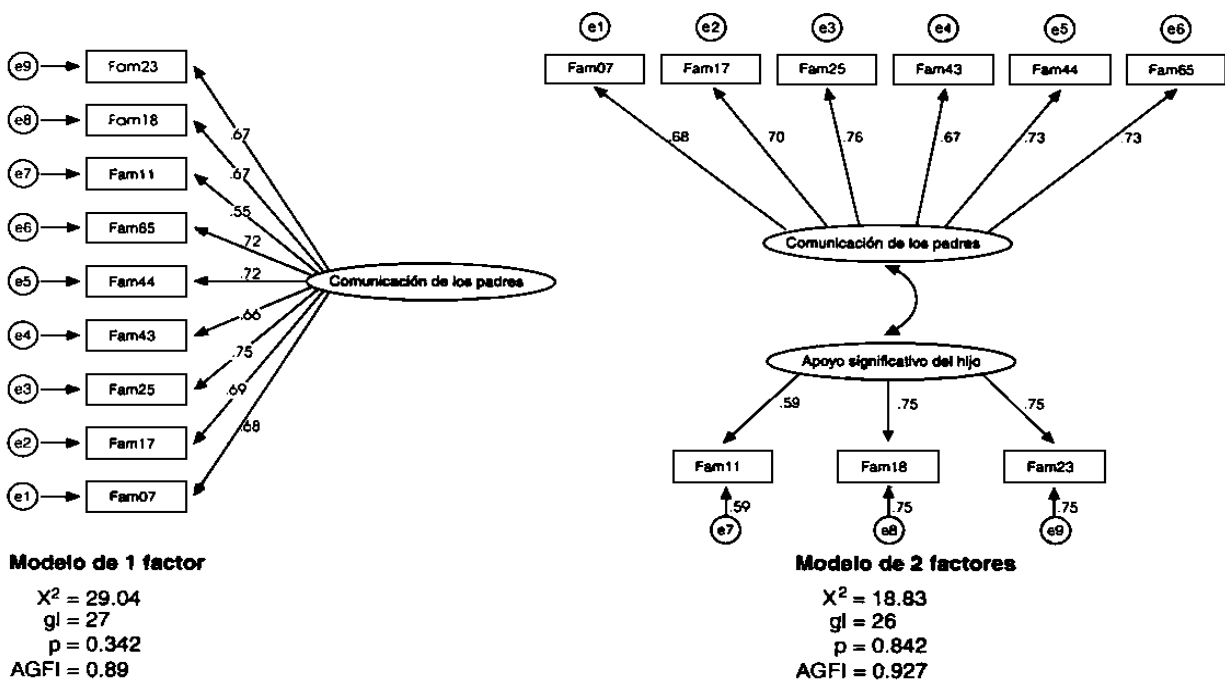 e9 Fam23
e8 Fam18
e7 Fam11
e6 Fam65
e5 Fam44
e4 Fam43
e3 Fam25
e2 Fam17
e1 Fam07
.67
.67
.55
.72
.72
.66
.75
.69
.68
Comunicación de los padres
Modelo de 1 factor
X² = 29.04
gl = 27
p = 0.342
AGFI = 0.89
e1 e2 e3 e4 e5 e6
Fam07 Fam17 Fam25 Fam43 Fam44 Fam65
.68 .70 .76 .67 .73 .73
Comunicación de los padres
Apoyo significativo del hijo
.59 .75 .75
Fam11 Fam18 Fam23
.59 .75 .75
e7 e8 e9
Modelo de 2 factores
X² = 18.83
gl = 26
p = 0.842
AGFI = 0.927